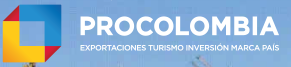 PROCOLOMBIA
EXPORTACIONES TURISMO INVERSIÓN MARCA PAÍS